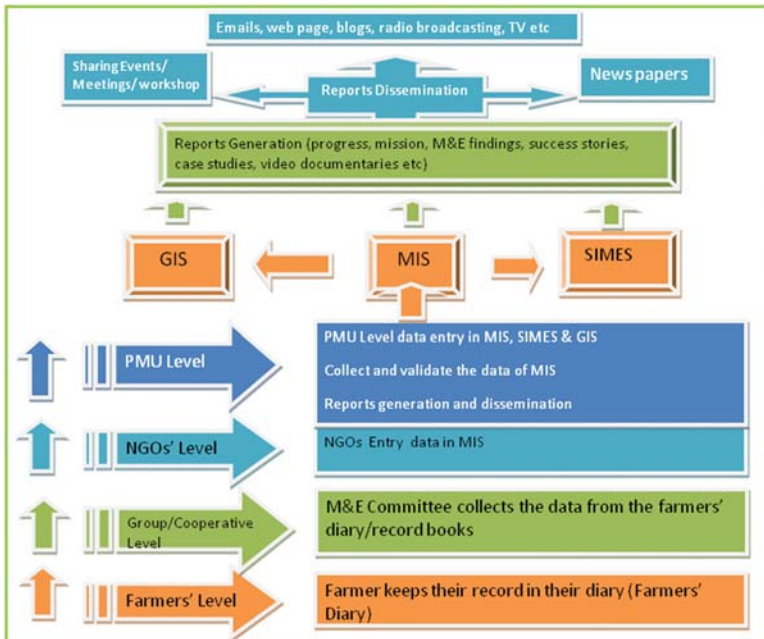 Emails, web page, blogs, radio broadcasting, TV etc
Sharing Events/
Meetings/workshop
Reports Dissemination
News papers
Reports Generation (progress, mission, M&E findings, success stories,
case studies, video documentaries etc)
GIS
MIS
SIMES
PMU Level
PMU Level data entry in MIS, SIMES & GIS
Collect and validate the data of MIS
Reports generation and dissemination
NGOs' Level
NGOs Entry data in MIS
Group/Cooperative
Level
M&E Committee collects the data from the farmers'
diary/record books
Farmers' Level
Farmer keeps their record in their diary (Farmers'
Diary)